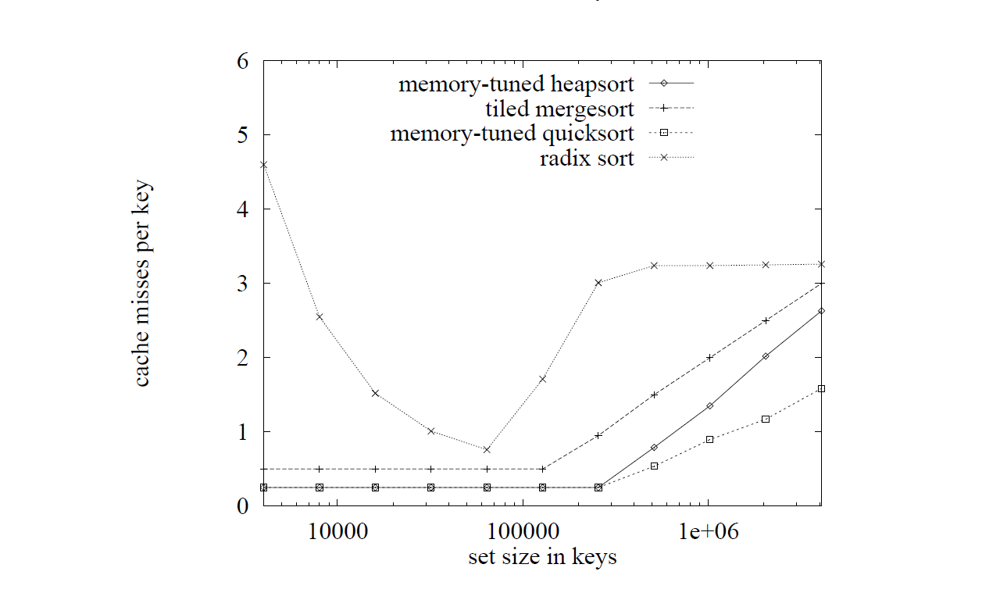 6
5
4
3
2
1
0
cache misses per key
memory-tuned heapsort
tiled mergesort
memory-tuned quicksort
radix sort
10000 100000 1e+06
set size in keys